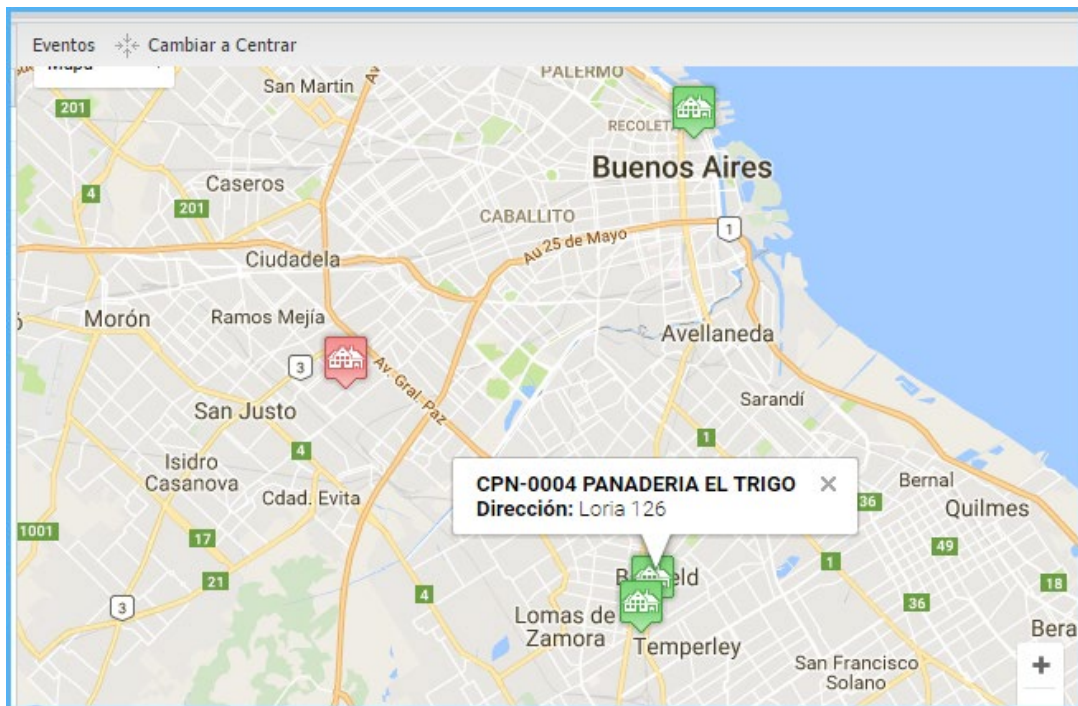 Eventos Cambiar a Centrar
Mapa
PALERMO
San Martin
201
RECOLETA
Buenos Aires
Caseros
4
201
CABALLITO
1
Au 25 de Mayo
Ciudadela
Ramos Mejía
Morón
Avellaneda
3
Av. Gral. Paz
Sarandí
San Justo
1
4
Isidro
Casanova
CPN-0004 PANADERIA EL TRIGO
Dirección: Loria 126
Bernal
Cdad. Evita
36
Quilmes
1001
17
49
1
21
18
4
36
3
Lomas de
Zamora
Temperley
Bera
San Francisco
Solano
+